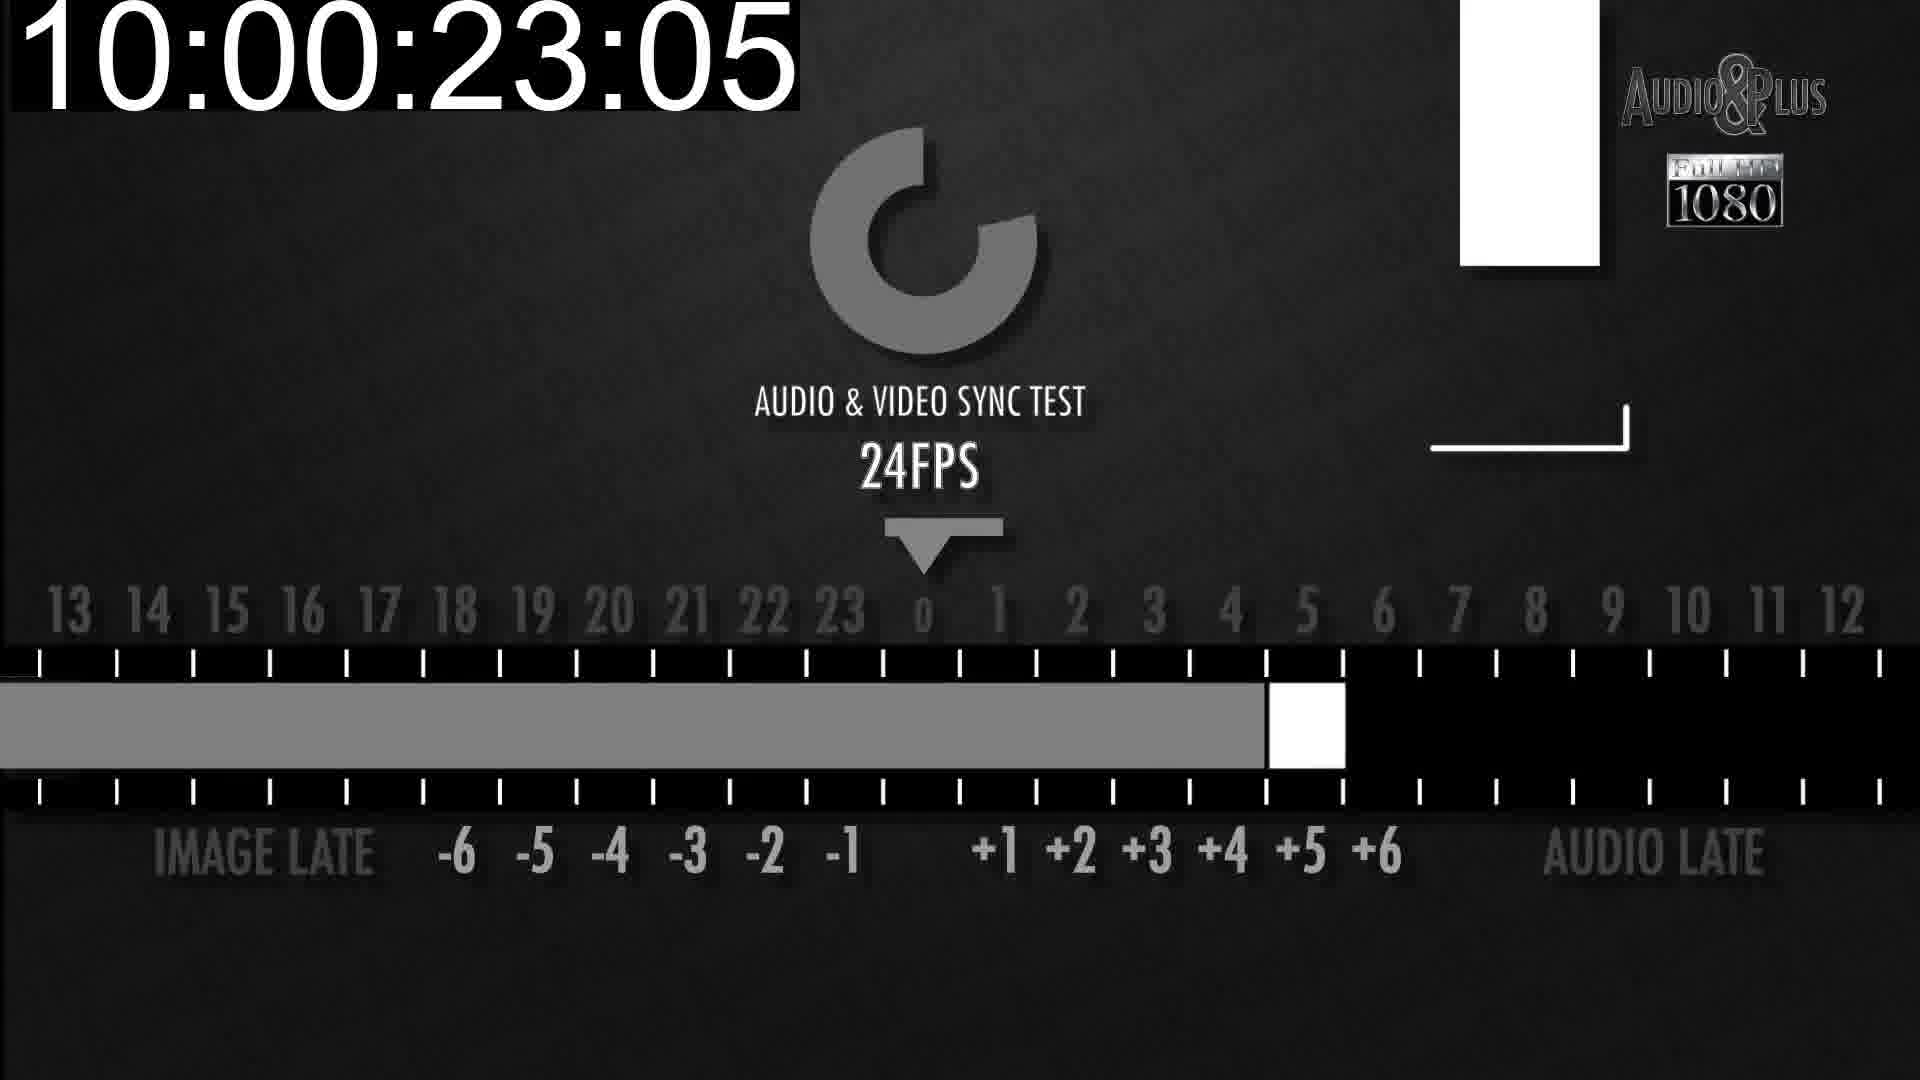 10:00:23:05
AUDIO&PLUS
Full HD
1080
AUDIO & VIDEO SYNC TEST
24FPS
13 14 15 16 17 18 19 20 21 22 23 0 1 2 3 4 5 6 7 8 9 10 11 12
IMAGE LATE -6 -5 -4 -3 -2 -1 +1 +2 +3 +4 +5 +6 AUDIO LATE